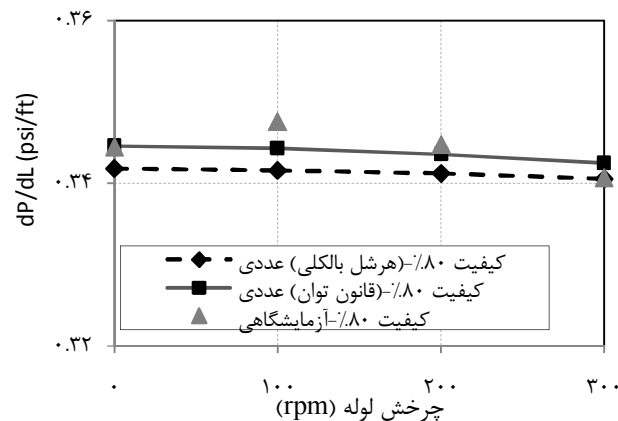 ۰.۳۶
dP/dL (psi/ft)
۰.۳۴
کیفیت ۸۰٪-(هرشل بالکلی) عددی
کیفیت ۸۰٪-(قانون توان) عددی
کیفیت ۸۰٪-آزمایشگاهی
۰.۳۲
۰ ۱۰۰ ۲۰۰ ۳۰۰
چرخش لوله (rpm)